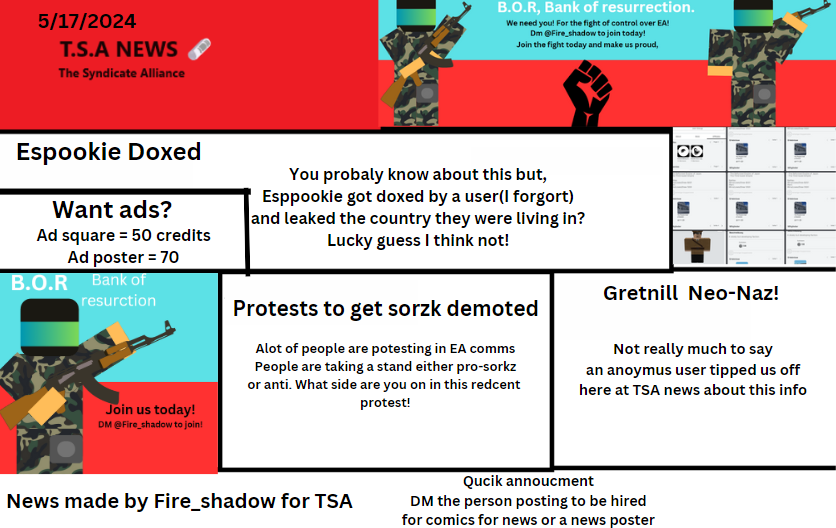 5/17/2024
T.S.A NEWS
The Syndicate Alliance
B.O.R, Bank of resurrection.
We need you! For the fight of control over EA!
Dm @Fire_shadow to join today!
Join the fight today and make us proud,
Espookie Doxed
You probaly know about this but,
Esppookie got doxed by a user(I forgort)
and leaked the country they were living in?
Lucky guess I think not!
Want ads?
Ad square = 50 credits
Ad poster = 70
B.O.R Bank of
resurction
Join us today!
DM @Fire_shadow to join!
Protests to get sorzk demoted
Alot of people are potesting in EA comms
People are taking a stand either pro-sorkz
or anti. What side are you on in this redcent
protest!
Gretnill Neo-Naz!
Not really much to say
an anoymus user tipped us off
here at TSA news about this info
News made by Fire_shadow for TSA
Qucik annoucment
DM the person posting to be hired
for comics for news or a news poster